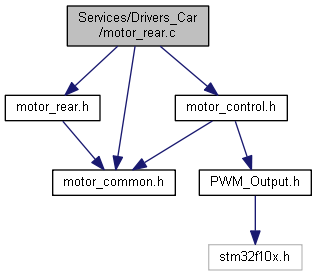 Services/Drivers_Car
/motor_rear.c
motor_rear.h
motor_control.h
motor_common.h
PWM_Output.h
stm32f10x.h